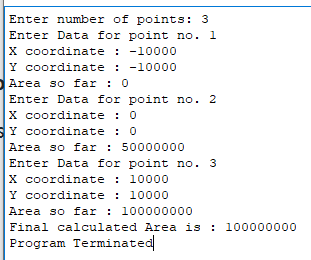 Enter number of points: 3
Enter Data for point no. 1
X coordinate : -10000
Y coordinate : -10000
Area so far : 0
Enter Data for point no. 2
X coordinate : 0
Y coordinate : 0
Area so far : 50000000
Enter Data for point no. 3
X coordinate : 10000
Y coordinate : 10000
Area so far : 100000000
Final calculated Area is : 100000000
Program Terminated